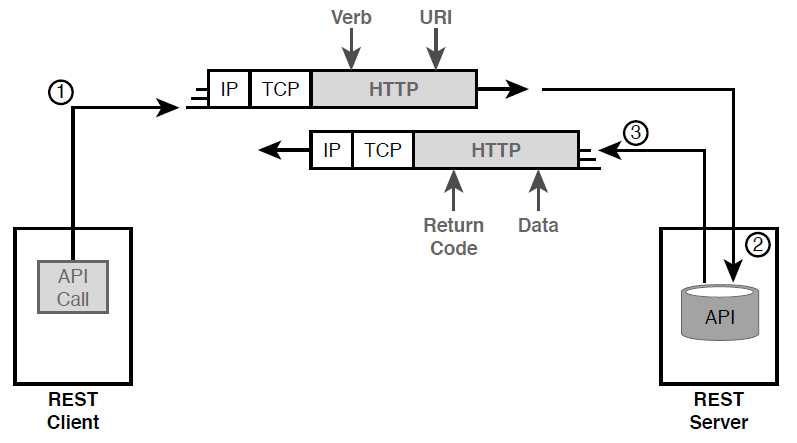 Verb URI
① IP TCP HTTP
IP TCP HTTP ③
Return Data
Code
②
API
Call
API
REST
Client
REST
Server